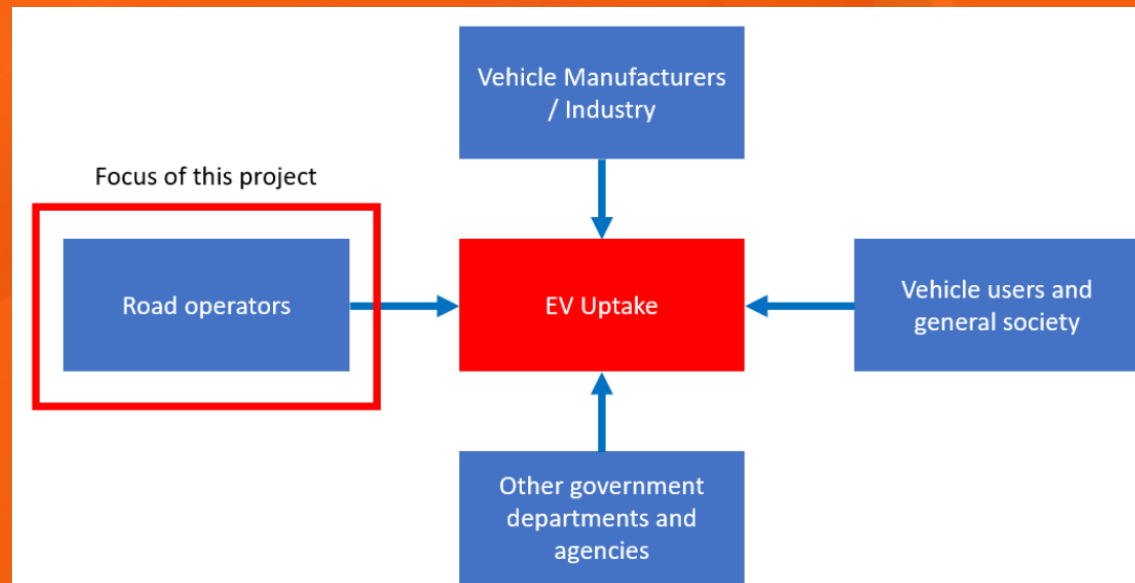 Vehicle Manufacturers
/ Industry
Focus of this project
Road operators
EV Uptake
Vehicle users and
general society
Other government
departments and
agencies